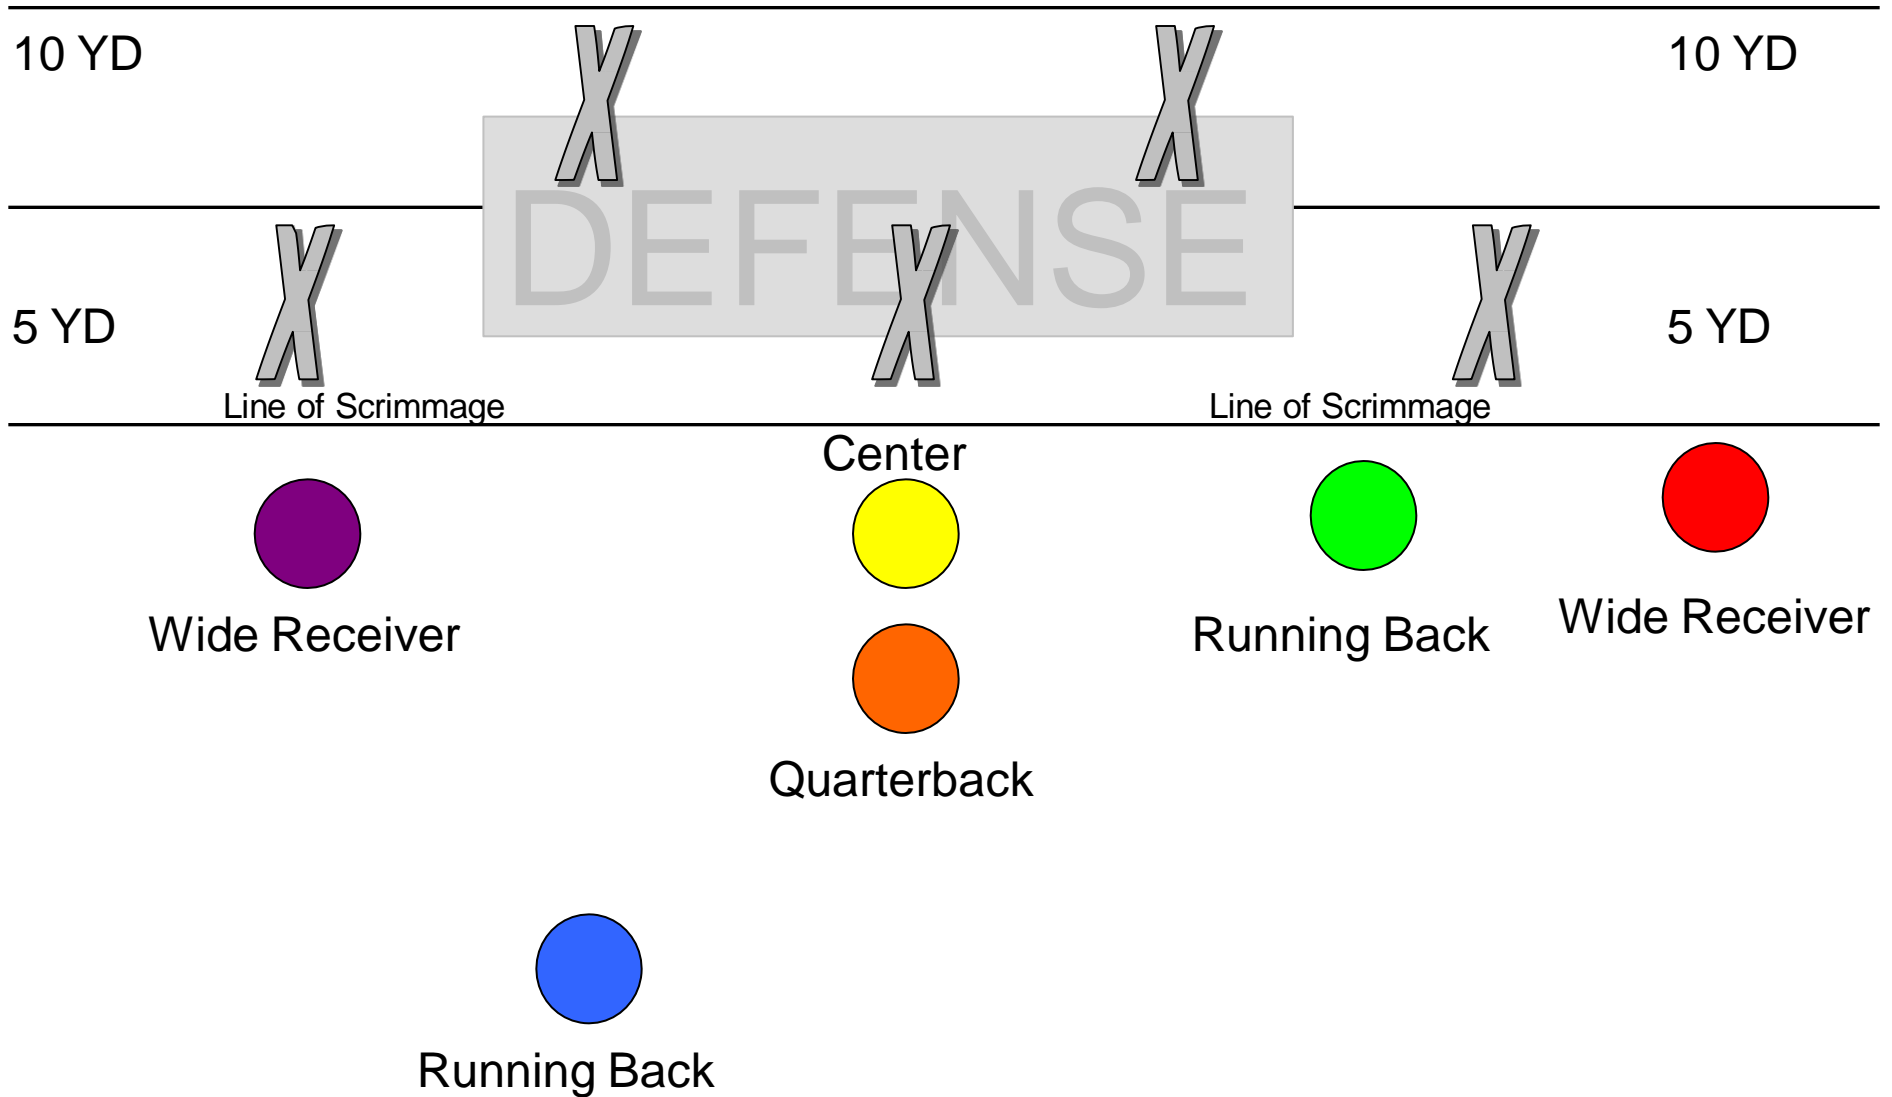 10 YD
10 YD
DEFENSE
5 YD
5 YD
Line of Scrimmage
Line of Scrimmage
Center
Wide Receiver
Running Back
Wide Receiver
Quarterback
Running Back